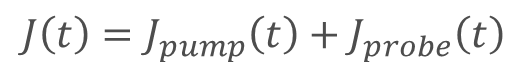 J(t) = J_{pump}(t) + J_{probe}(t)